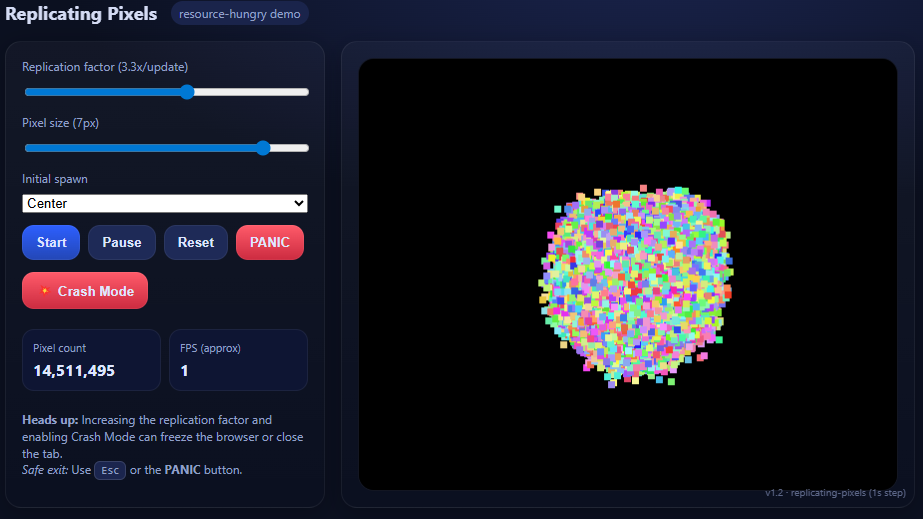 Replicating Pixels
resource-hungry demo
Replication factor (3.3x/update)
Pixel size (7px)
Initial spawn
Center
Start
Pause
Reset
PANIC
Crash Mode
Pixel count
14,511,495
FPS (approx)
1
Heads up: Increasing the replication factor and
enabling Crash Mode can freeze the browser or close
the tab.
Safe exit: Use Esc or the PANIC button.
v1.2 · replicating-pixels (1s step)